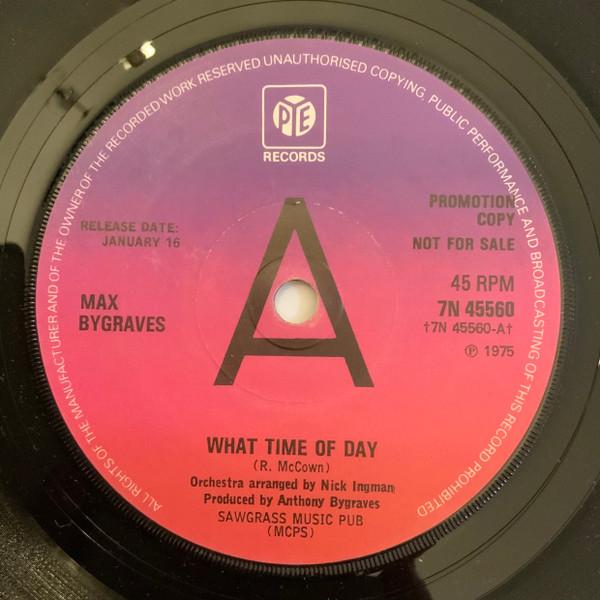 ALL RIGHTS OF THE MANUFACTURER AND OF THE OWNER OF THE RECORDED WORK RESERVED UNAUTHORISED COPYING, PUBLIC PERFORMANCE AND BROADCASTING OF THIS RECORD PROHIBITED
PYE
RECORDS
A
RELEASE DATE:
JANUARY 16
PROMOTION
COPY
NOT FOR SALE
MAX
BYGRAVES
45 RPM
7N 45560
†7N 45560-A†
Ⓟ 1975
WHAT TIME OF DAY
(R. McCown)
Orchestra arranged by Nick Ingman
Produced by Anthony Bygraves
SAWGRASS MUSIC PUB
(MCPS)